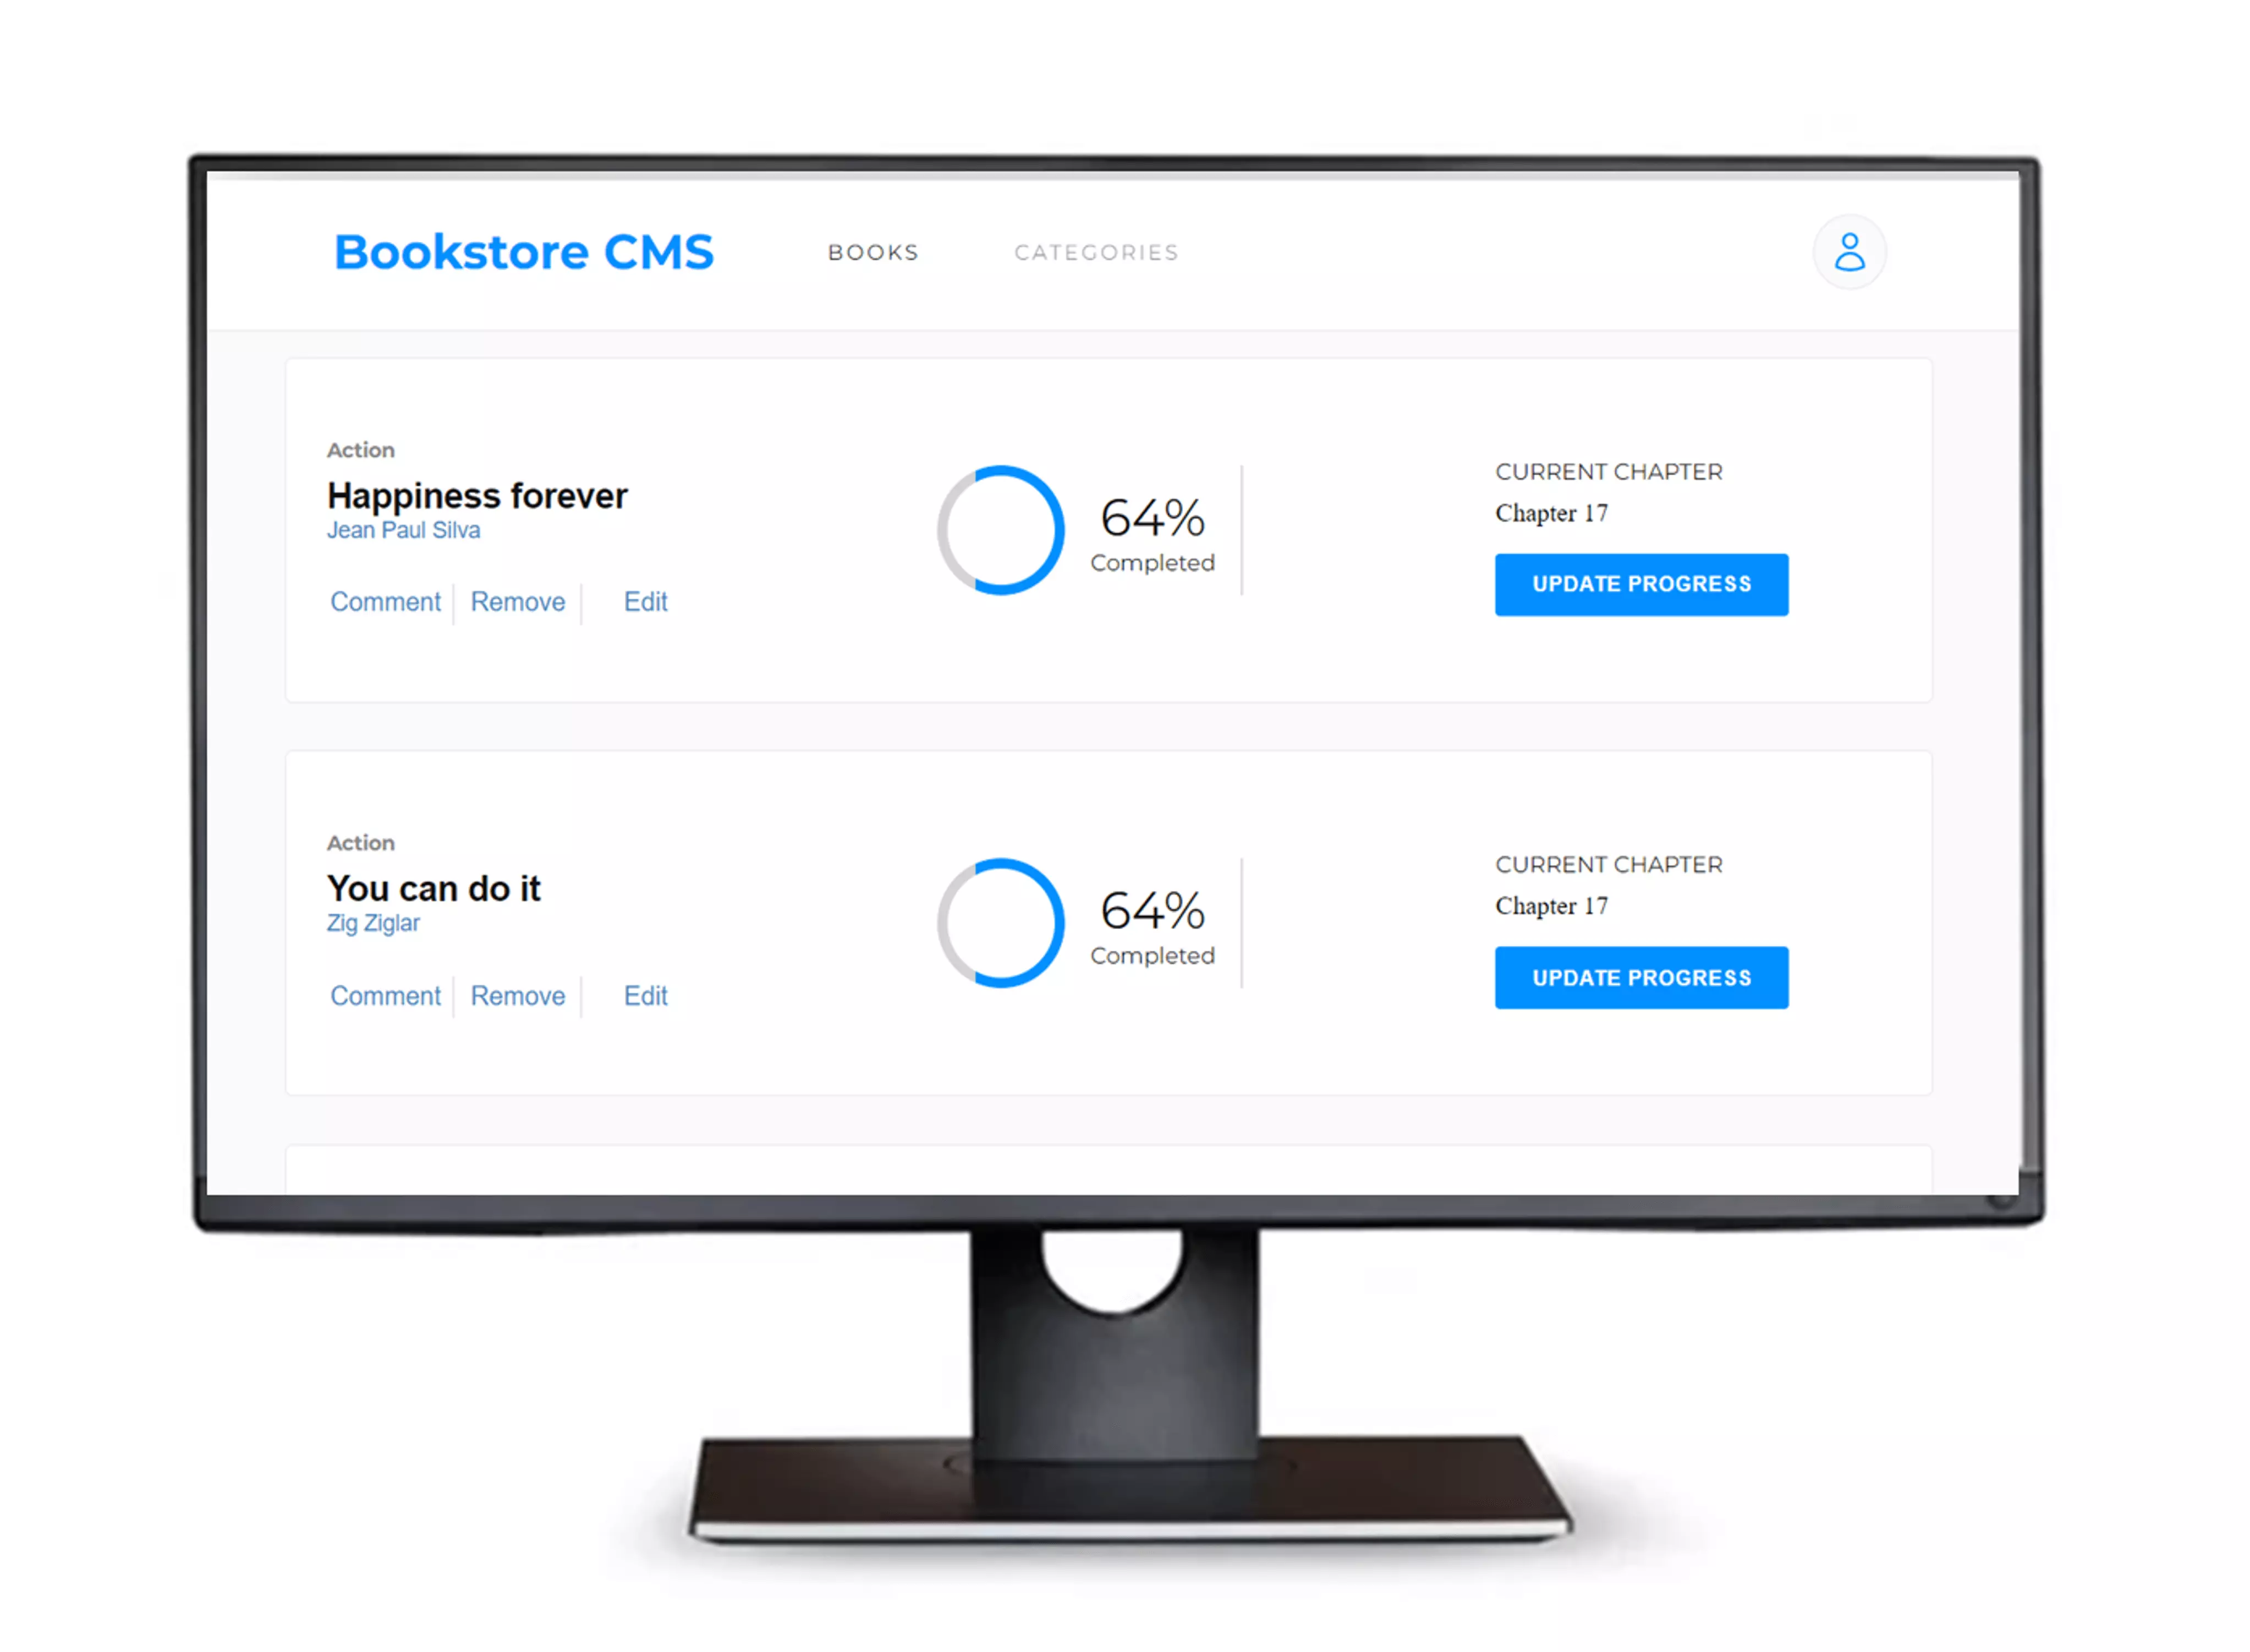 Bookstore CMS BOOKS CATEGORIES
Action
Happiness forever
Jean Paul Silva
Comment Remove Edit
64%
Completed
CURRENT CHAPTER
Chapter 17
UPDATE PROGRESS
Action
You can do it
Zig Ziglar
Comment Remove Edit
64%
Completed
CURRENT CHAPTER
Chapter 17
UPDATE PROGRESS